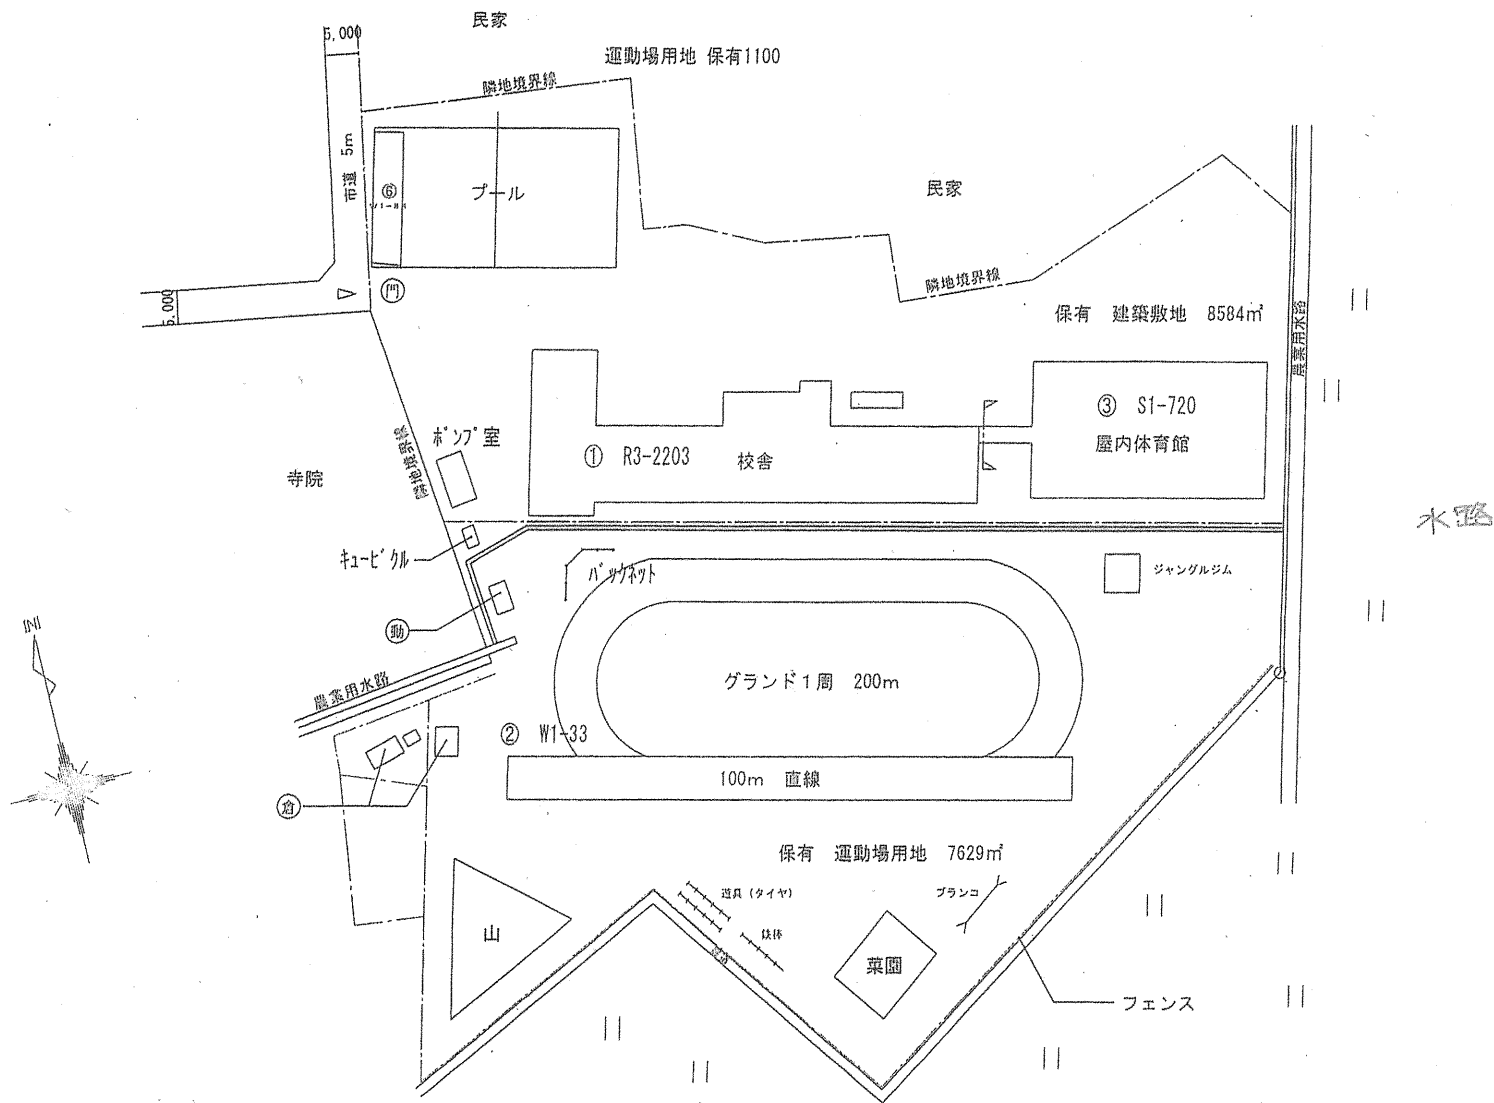 民家
5,000
運動場用地 保有1100
隣地境界線
市道 5m
⑥
プール
民家
隣地境界線
5,000
門
保有 建築敷地 8584㎡
農業用水路
③ S1-720
屋内体育館
隣地境界線
ポンプ室
① R3-2203 校舎
寺院
水路
キュービクル
バックネット
ジャングルジム
N
動
グランド1周 200m
農業用水路
② W1-33
100m 直線
倉
保有 運動場用地 7629㎡
遊具(タイヤ)
ブランコ
山
鉄棒
菜園
フェンス